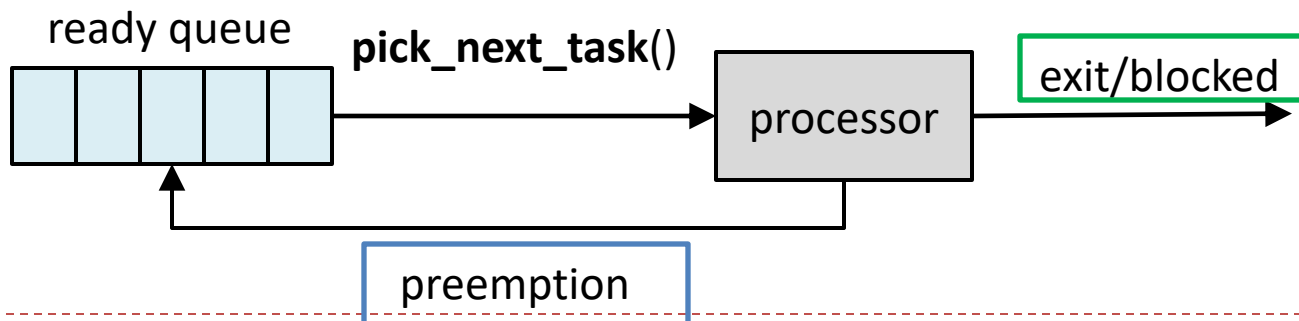 ready queue
pick_next_task()
exit/blocked
processor
preemption